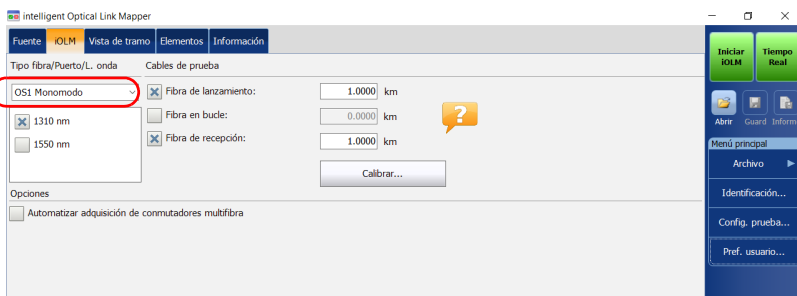 intelligent Optical Link Mapper
Fuente iOLM Vista de tramo Elementos Información
Tipo fibra/Puerto/L. onda
Cables de prueba
OS1 Monomodo
1310 nm
1550 nm
Fibra de lanzamiento: 1.0000 km
Fibra en bucle: 0.0000 km
Fibra de recepción: 1.0000 km
?
Calibrar...
Opciones
Automatizar adquisición de conmutadores multifibra
Iniciar
iOLM
Tiempo
Real
Abrir Guard Inform
Menú principal
Archivo
Identificación...
Config. prueba...
Pref. usuario...